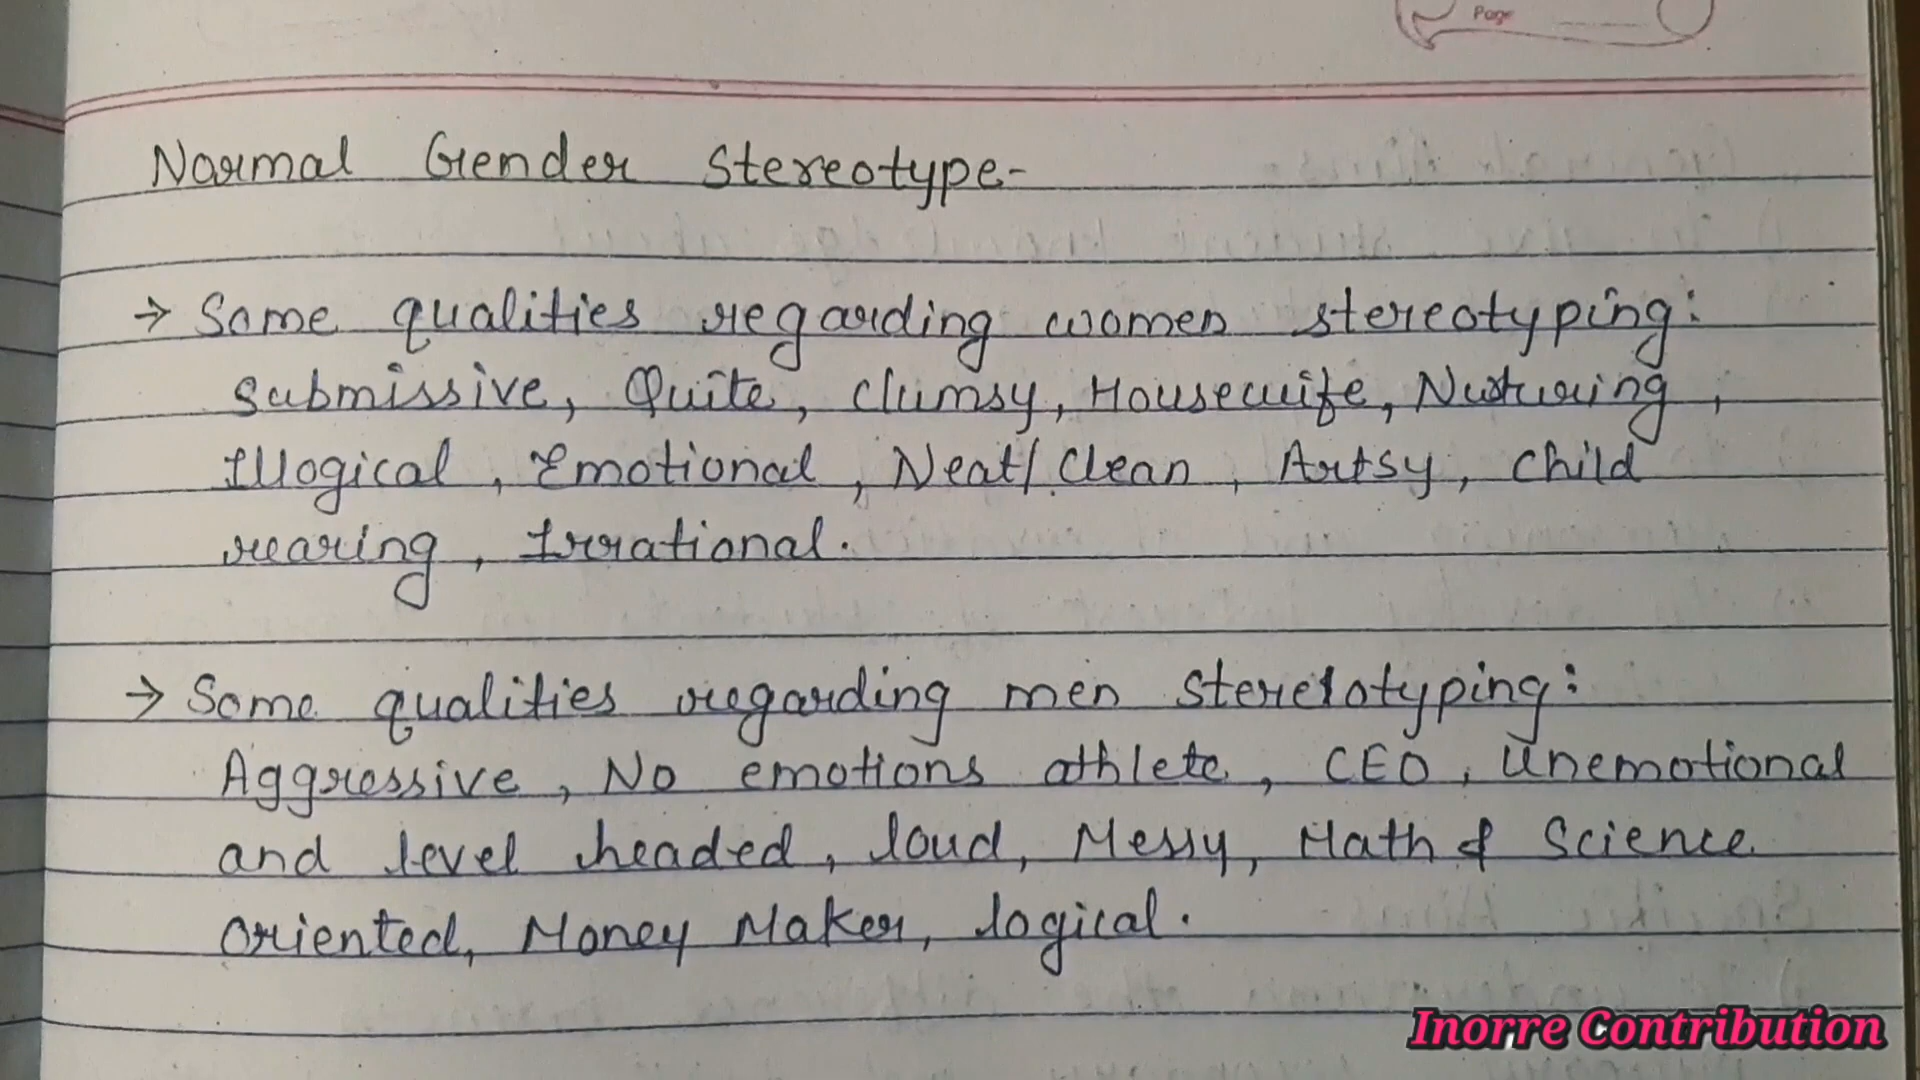 Page
Normal Gender Stereotype-
→ Some qualities regarding women stereotyping:
Submissive, Quite, Clumsy, Housewife, Nurturing,
Illogical, Emotional, Neat/Clean, Artsy, Child
rearing, Irrational.
→ Some qualities regarding men sterelotyping:
Aggressive, No emotions athlete, CEO, Unemotional
and level headed, loud, Messy, Math & Science
oriented, Money Maker, logical.
Inorre Contribution